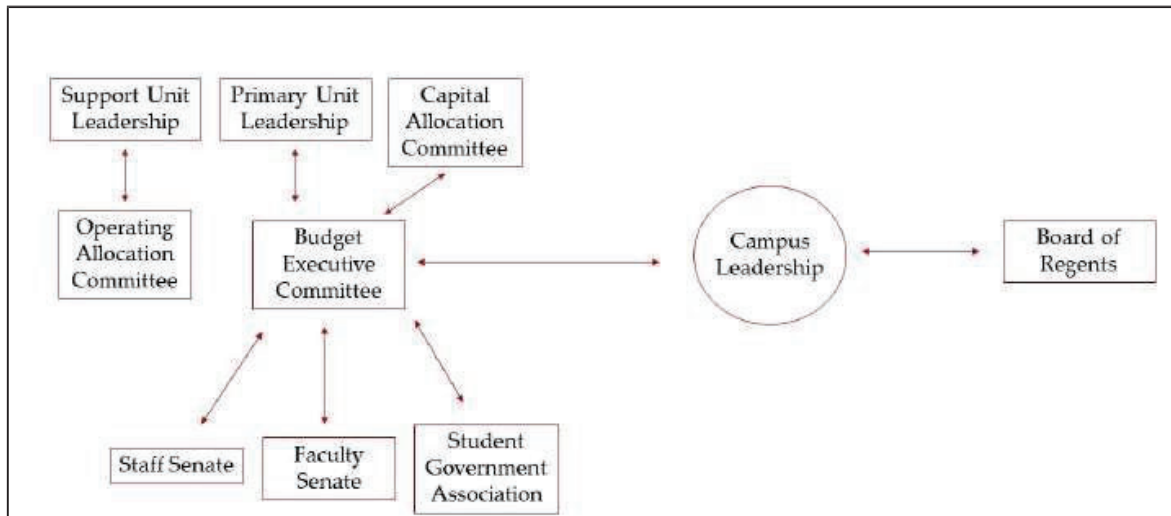 Support Unit
Leadership
Primary Unit
Leadership
Capital
Allocation
Committee
Operating
Allocation
Committee
Budget
Executive
Committee
Campus
Leadership
Board of
Regents
Staff Senate
Faculty
Senate
Student
Government
Association